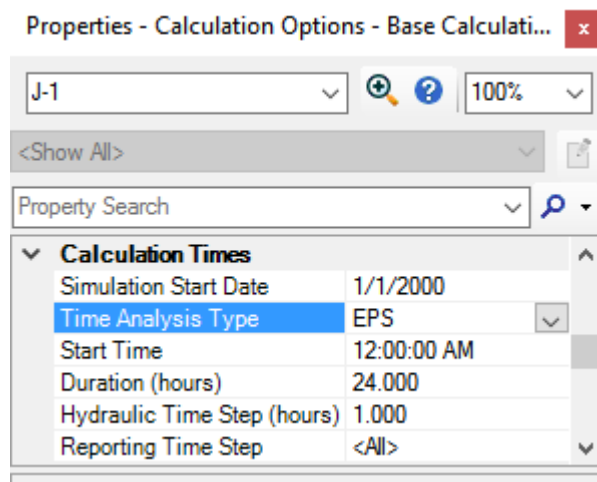 Properties - Calculation Options - Base Calculati...
x
J-1
100%
<Show All>
Property Search
Calculation Times
Simulation Start Date 1/1/2000
Time Analysis Type EPS
Start Time 12:00:00 AM
Duration (hours) 24.000
Hydraulic Time Step (hours) 1.000
Reporting Time Step <All>